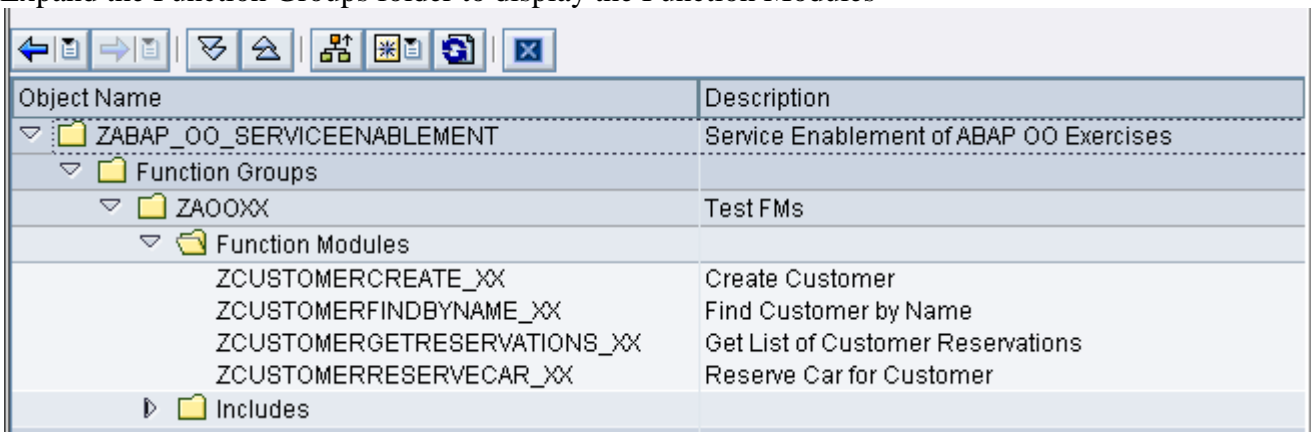 Expand the Function Groups folder to display the Function Modules
Object Name Description
ZABAP_OO_SERVICEENABLEMENT Service Enablement of ABAP OO Exercises
Function Groups
ZAOOXX Test FMs
Function Modules
ZCUSTOMERCREATE_XX Create Customer
ZCUSTOMERFINDBYNAME_XX Find Customer by Name
ZCUSTOMERGETRESERVATIONS_XX Get List of Customer Reservations
ZCUSTOMERRESERVECAR_XX Reserve Car for Customer
Includes